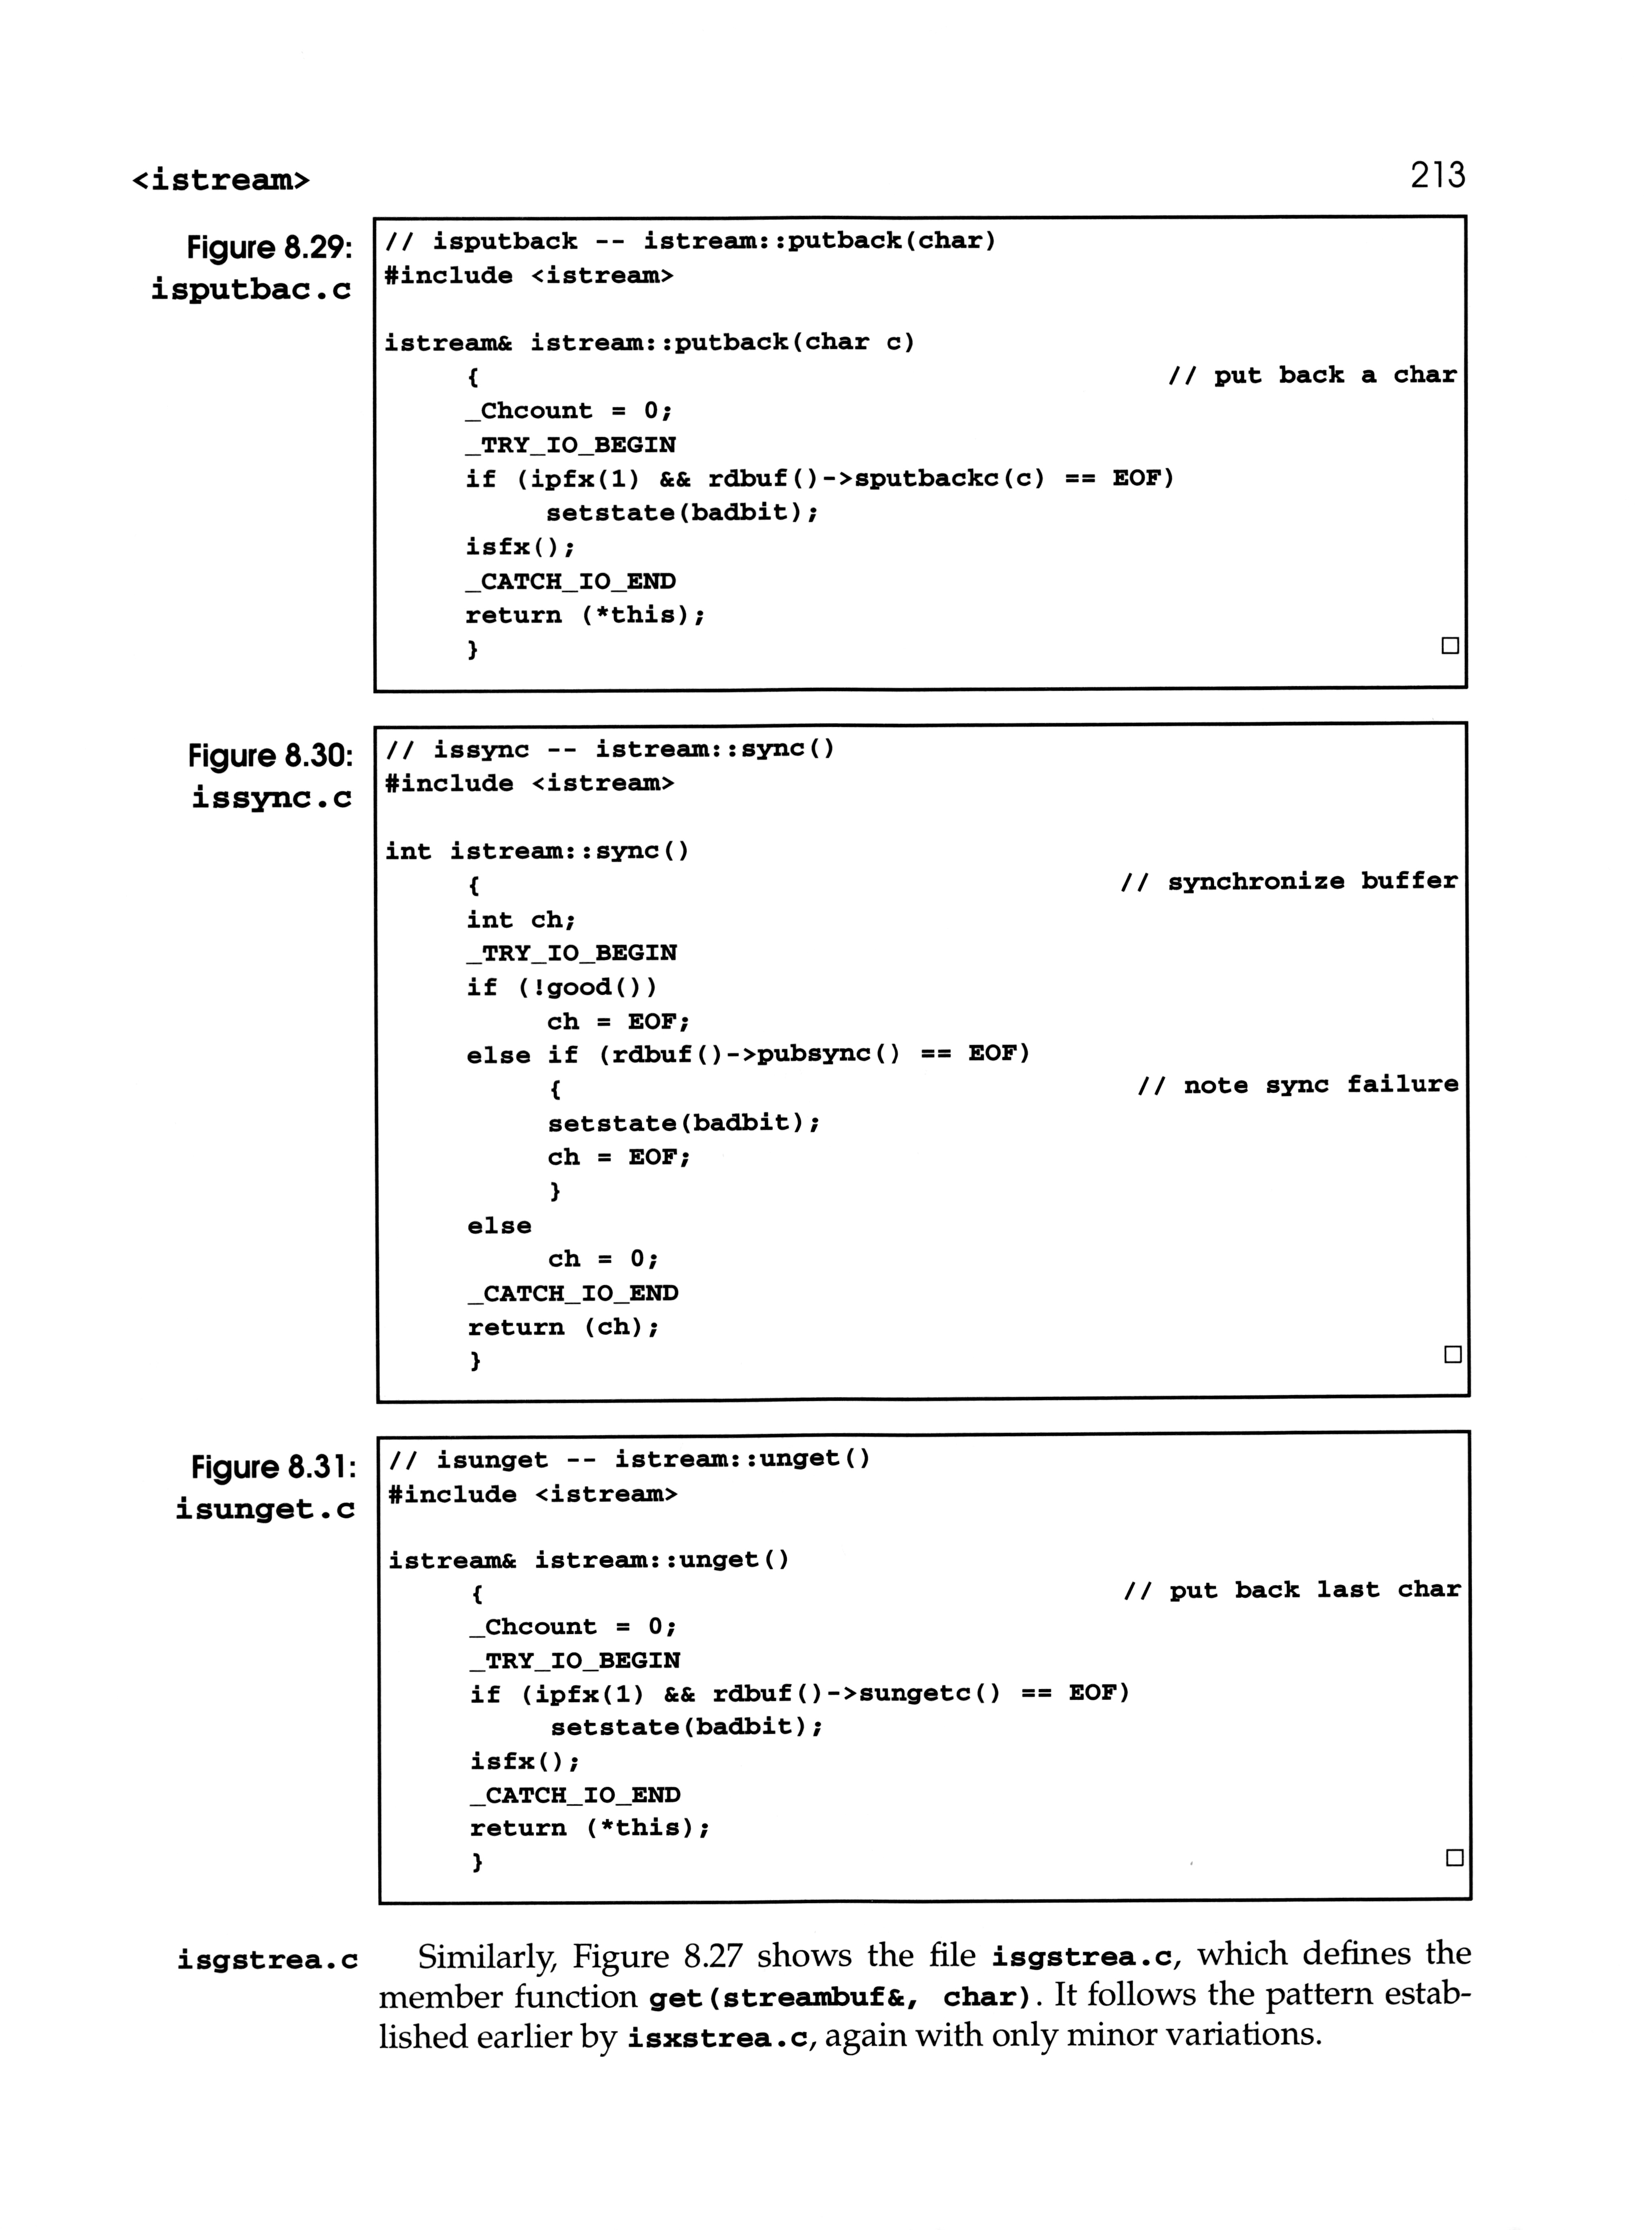 <istream>
213
Figure 8.29:
isputbac.c
// isputback -- istream::putback(char)
#include <istream>
istream& istream::putback(char c)
{ // put back a char
_Chcount = 0;
_TRY_IO_BEGIN
if (ipfx(1) && rdbuf()->sputbackc(c) == EOF)
setstate(badbit);
isfx();
_CATCH_IO_END
return (*this);
}
Figure 8.30:
issync.c
// issync -- istream::sync()
#include <istream>
int istream::sync()
{ // synchronize buffer
int ch;
_TRY_IO_BEGIN
if (!good())
ch = EOF;
else if (rdbuf()->pubsync() == EOF)
{ // note sync failure
setstate(badbit);
ch = EOF;
}
else
ch = 0;
_CATCH_IO_END
return (ch);
}
Figure 8.31:
isunget.c
// isunget -- istream::unget()
#include <istream>
istream& istream::unget()
{ // put back last char
_Chcount = 0;
_TRY_IO_BEGIN
if (ipfx(1) && rdbuf()->sungetc() == EOF)
setstate(badbit);
isfx();
_CATCH_IO_END
return (*this);
}
isgstrea.c Similarly, Figure 8.27 shows the file isgstrea.c, which defines the
member function get(streambuf&, char). It follows the pattern estab-
lished earlier by isxstrea.c, again with only minor variations.